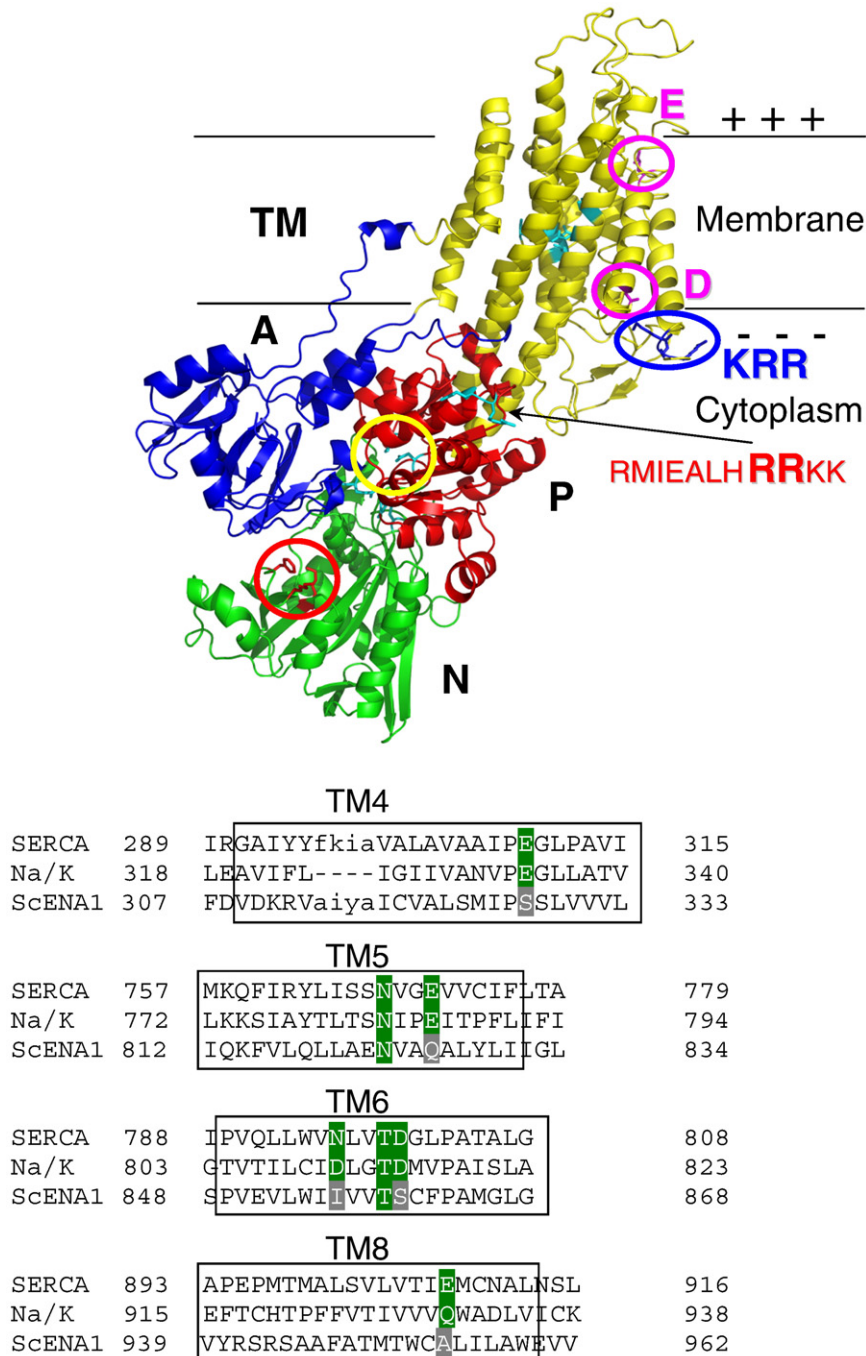 E
+ + +
TM
Membrane
D
A
- - -
KRR
Cytoplasm
RMIEALHRRKK
P
N
TM4
SERCA 289 IRGAIYYfkiaVALAVAAIPEGLPAVI 315
Na/K 318 LEAVIFL----IGIIVANVPEGLLATV 340
ScENA1 307 FDVDKRVaiyaICVALSMIPSSLVVVL 333
TM5
SERCA 757 MKQFIRYLISSNVGEVVCIFLTA 779
Na/K 772 LKKSIAYTLTSNIPEITPFLIFI 794
ScENA1 812 IQKFVLQLLAENVAQALYLIIGL 834
TM6
SERCA 788 IPVQLLWVNLVTDGLPATALG 808
Na/K 803 GTVTILCIDLGTDMVPAISLA 823
ScENA1 848 SPVEVLWIIVVTSCFPAMGLG 868
TM8
SERCA 893 APEPMTMALSVLVTIEMCNALNSL 916
Na/K 915 EFTCHTPFFVTIVVVQWADLVICK 938
ScENA1 939 VYRSRSAAFATMTWCALILAWEVV 962